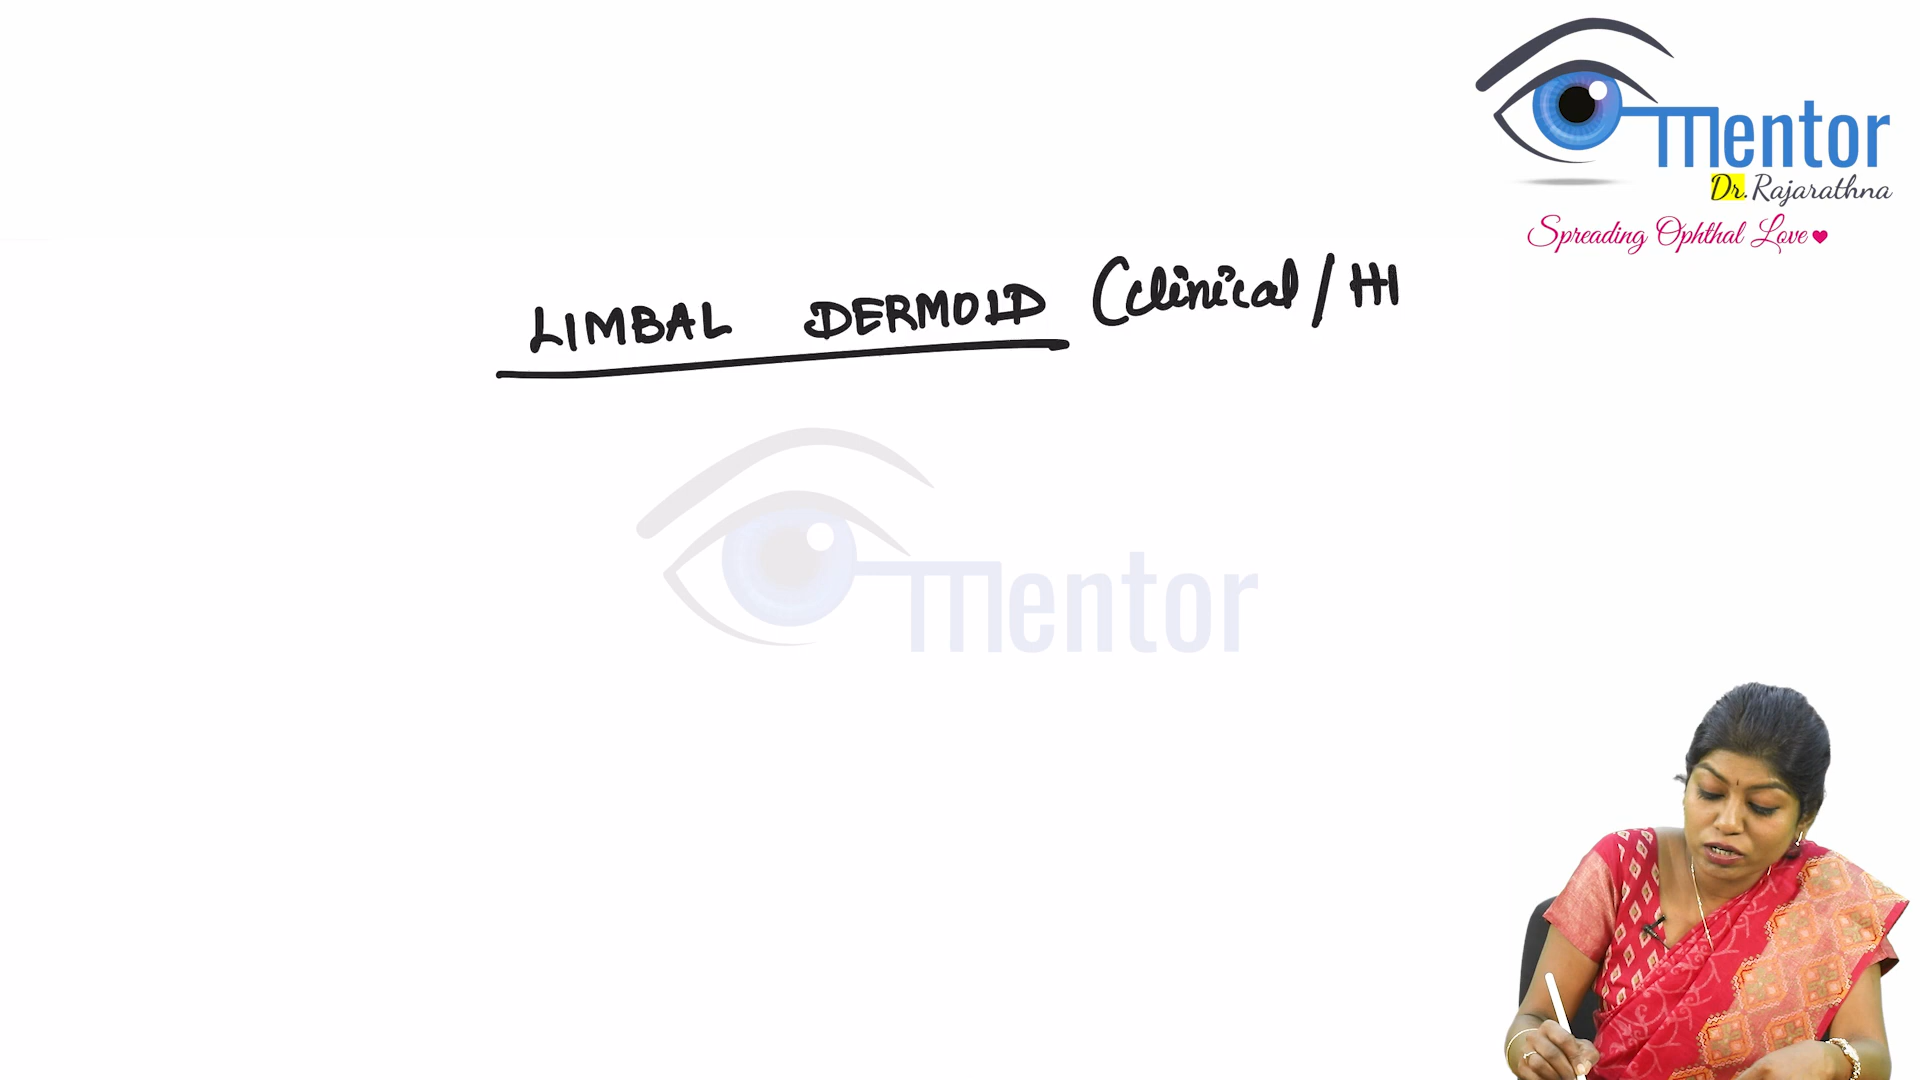 mentor
Dr. Rajarathna
Spreading Ophthal Love
LIMBAL DERMOID (clinical / HI
mentor